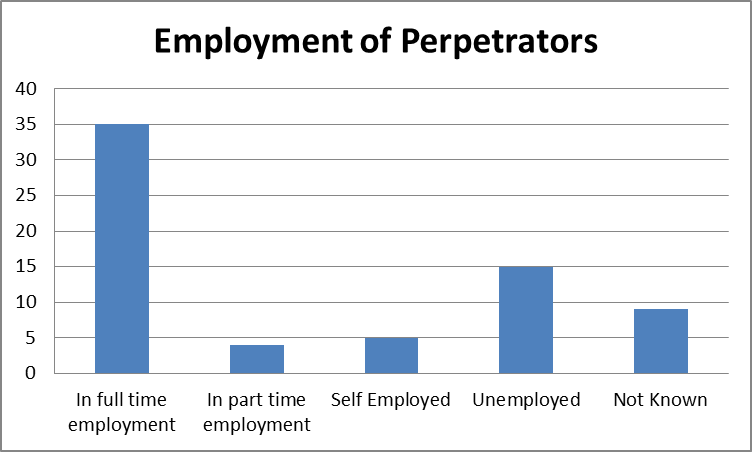 Employment of Perpetrators
40
35
30
25
20
15
10
5
0
In full time
employment
In part time
employment
Self Employed
Unemployed
Not Known